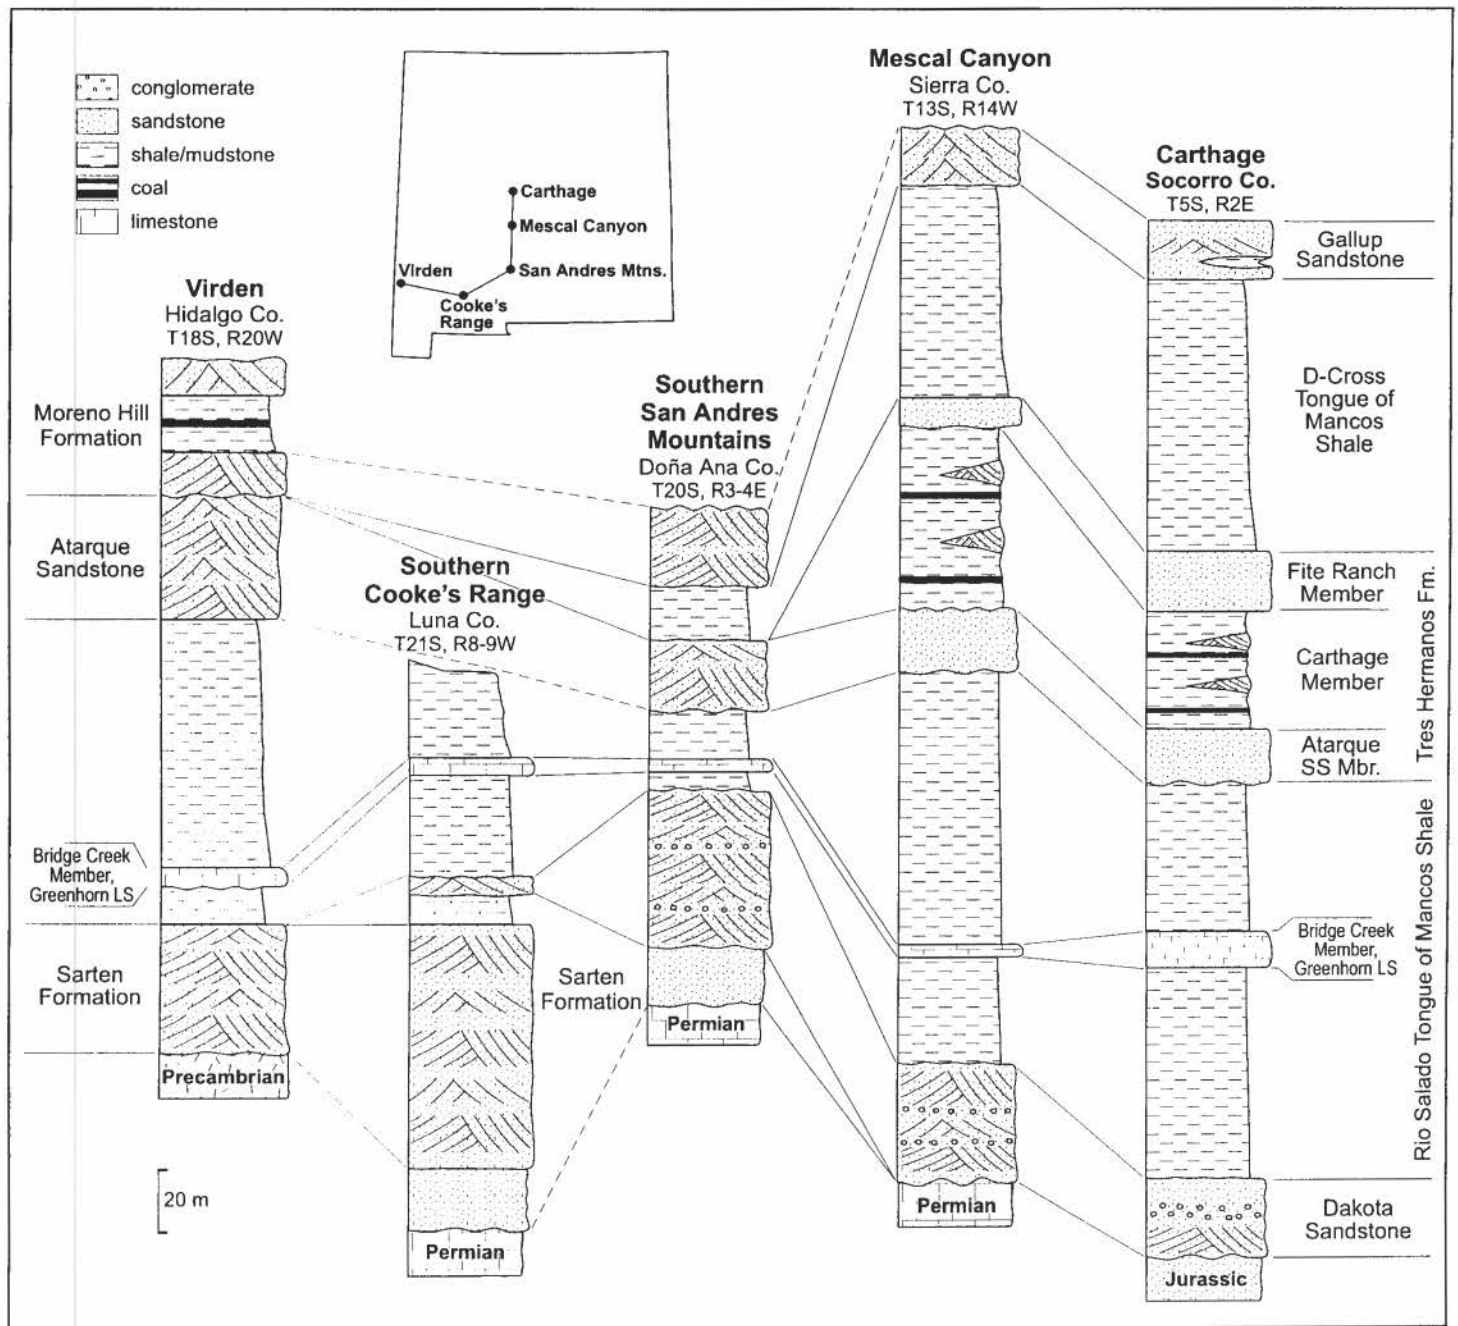 conglomerate
sandstone
shale/mudstone
coal
limestone
Carthage
Mescal Canyon
San Andres Mtns.
Virden
Cooke's
Range
Virden
Hidalgo Co.
T18S, R20W
Moreno Hill
Formation
Atarque
Sandstone
Bridge Creek
Member,
Greenhorn LS
Sarten
Formation
Precambrian
20 m
Southern
Cooke's Range
Luna Co.
T21S, R8-9W
Sarten
Formation
Permian
Southern
San Andres
Mountains
Doña Ana Co.
T20S, R3-4E
Permian
Mescal Canyon
Sierra Co.
T13S, R14W
Permian
Carthage
Socorro Co.
T5S, R2E
Gallup
Sandstone
D-Cross
Tongue of
Mancos
Shale
Fite Ranch
Member
Carthage
Member
Atarque
SS Mbr.
Tres Hermanos Fm.
Bridge Creek
Member,
Greenhorn LS
Rio Salado Tongue of Mancos Shale
Dakota
Sandstone
Jurassic